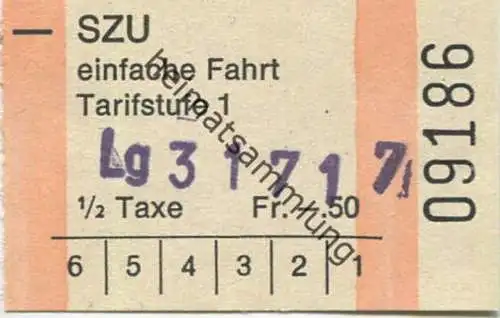 SZU
einfache Fahrt
Tarifstufe 1
Lg 3 1 7 1 7
½ Taxe Fr. –.50
6 5 4 3 2 1
09186
heimatsammlung